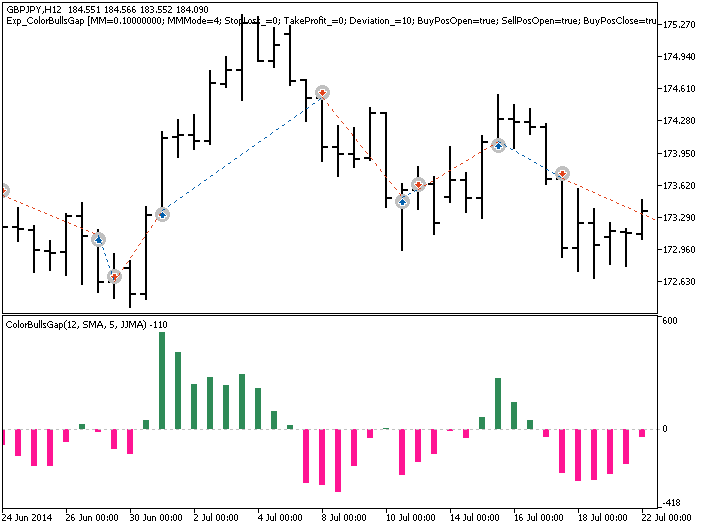 GBPJPY,H12 184.551 184.566 183.552 184.090
Exp_ColorBullsGap [MM=0.10000000; MMMode=4; StopLoss_=0; TakeProfit_=0; Deviation_=10; BuyPosOpen=true; SellPosOpen=true; BuyPosClose=tru
175.270
174.940
174.610
174.280
173.950
173.620
173.290
172.960
172.630
ColorBullsGap(12, SMA, 5, JJMA) -110
600
0
-418
24 Jun 2014
26 Jun 00:00
30 Jun 00:00
2 Jul 00:00
4 Jul 00:00
8 Jul 00:00
10 Jul 00:00
14 Jul 00:00
16 Jul 00:00
18 Jul 00:00
22 Jul 00:00